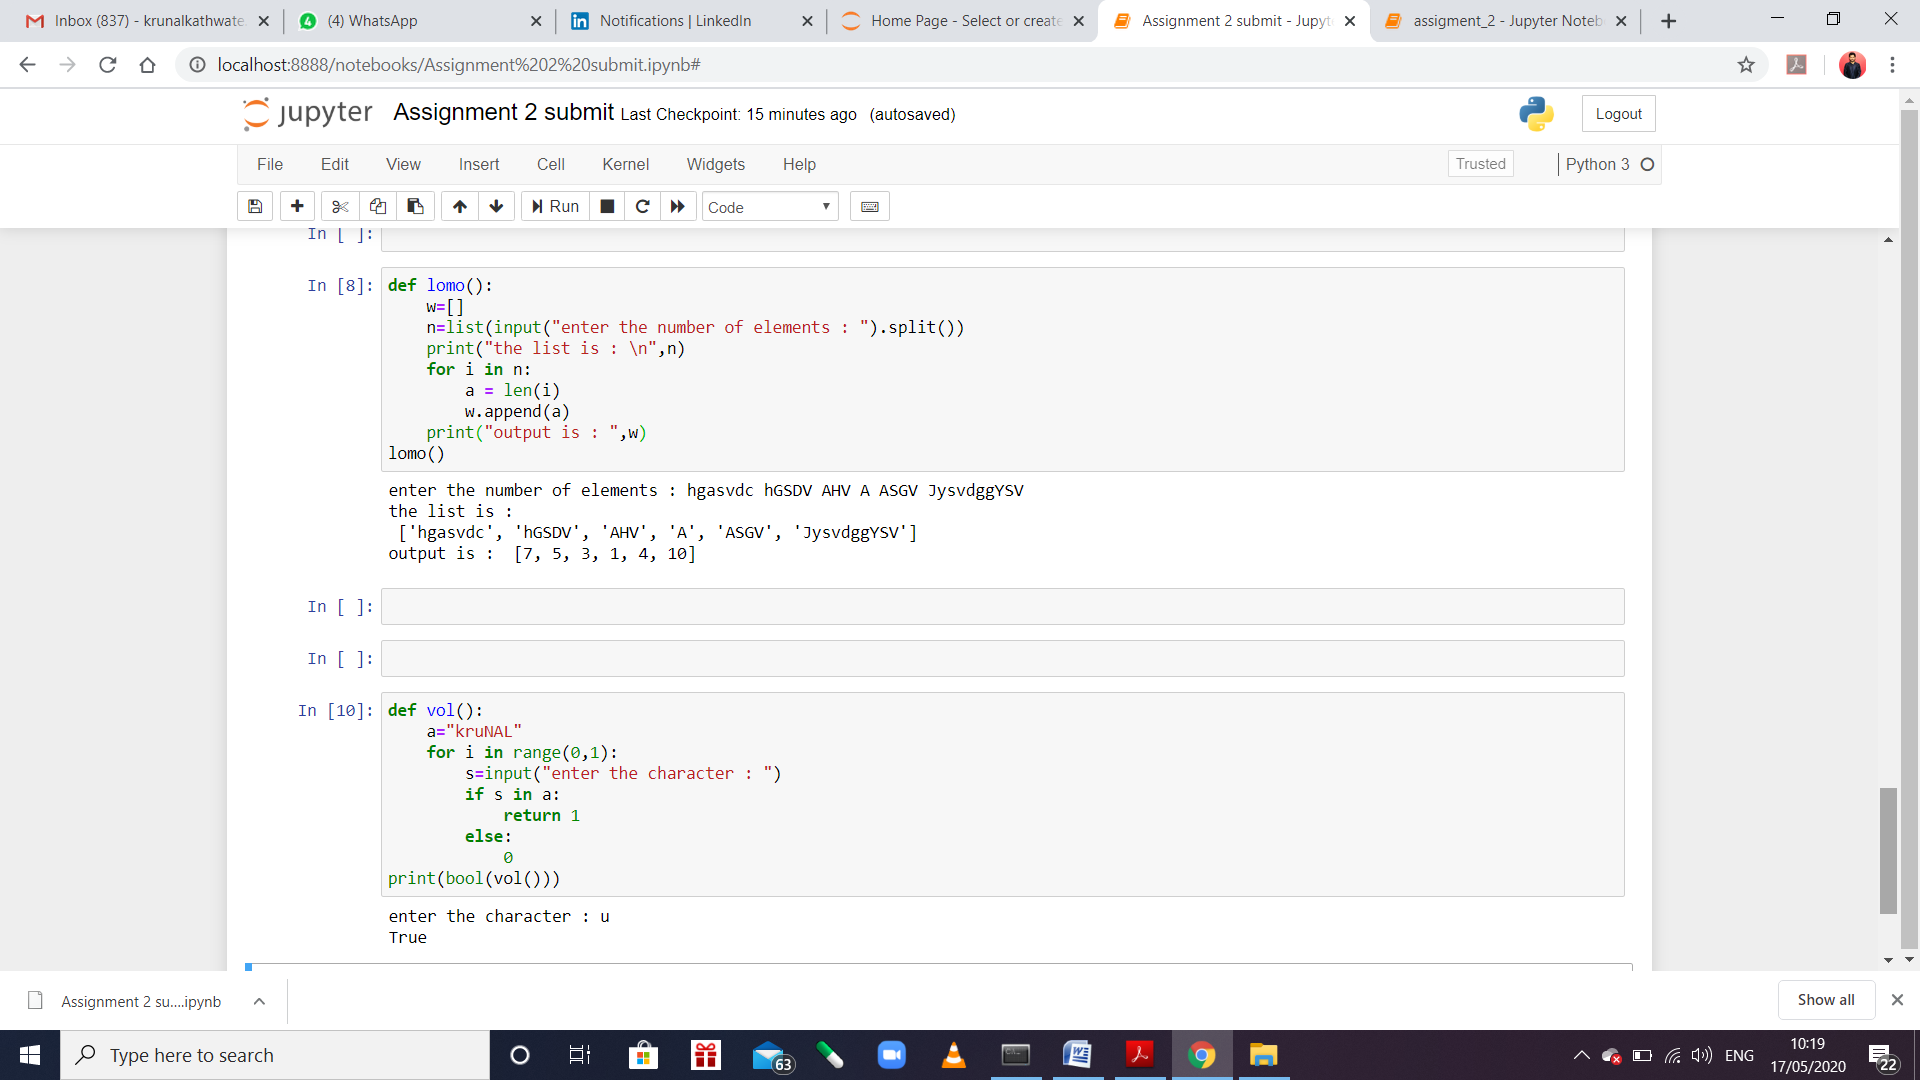 Inbox (837) - krunalkathwate
(4) WhatsApp
Notifications | LinkedIn
Home Page - Select or create
Assignment 2 submit - Jupyt
assigment_2 - Jupyter Noteb
localhost:8888/notebooks/Assignment%202%20submit.ipynb#
jupyter Assignment 2 submit Last Checkpoint: 15 minutes ago (autosaved)
Logout
File Edit View Insert Cell Kernel Widgets Help
Trusted
Python 3
Run
Code
In [ ]:
In [8]: def lomo():
    w=[]
    n=list(input("enter the number of elements : ").split())
    print("the list is : \n",n)
    for i in n:
        a = len(i)
        w.append(a)
    print("output is : ",w)
lomo()
enter the number of elements : hgasvdc hGSDV AHV A ASGV JysvdggYSV
the list is :
 ['hgasvdc', 'hGSDV', 'AHV', 'A', 'ASGV', 'JysvdggYSV']
output is :  [7, 5, 3, 1, 4, 10]
In [ ]:
In [ ]:
In [10]: def vol():
    a="kruNAL"
    for i in range(0,1):
        s=input("enter the character : ")
        if s in a:
            return 1
        else:
            0
print(bool(vol()))
enter the character : u
True
Assignment 2 su....ipynb
Show all
Type here to search
63
ENG
10:19
17/05/2020
22